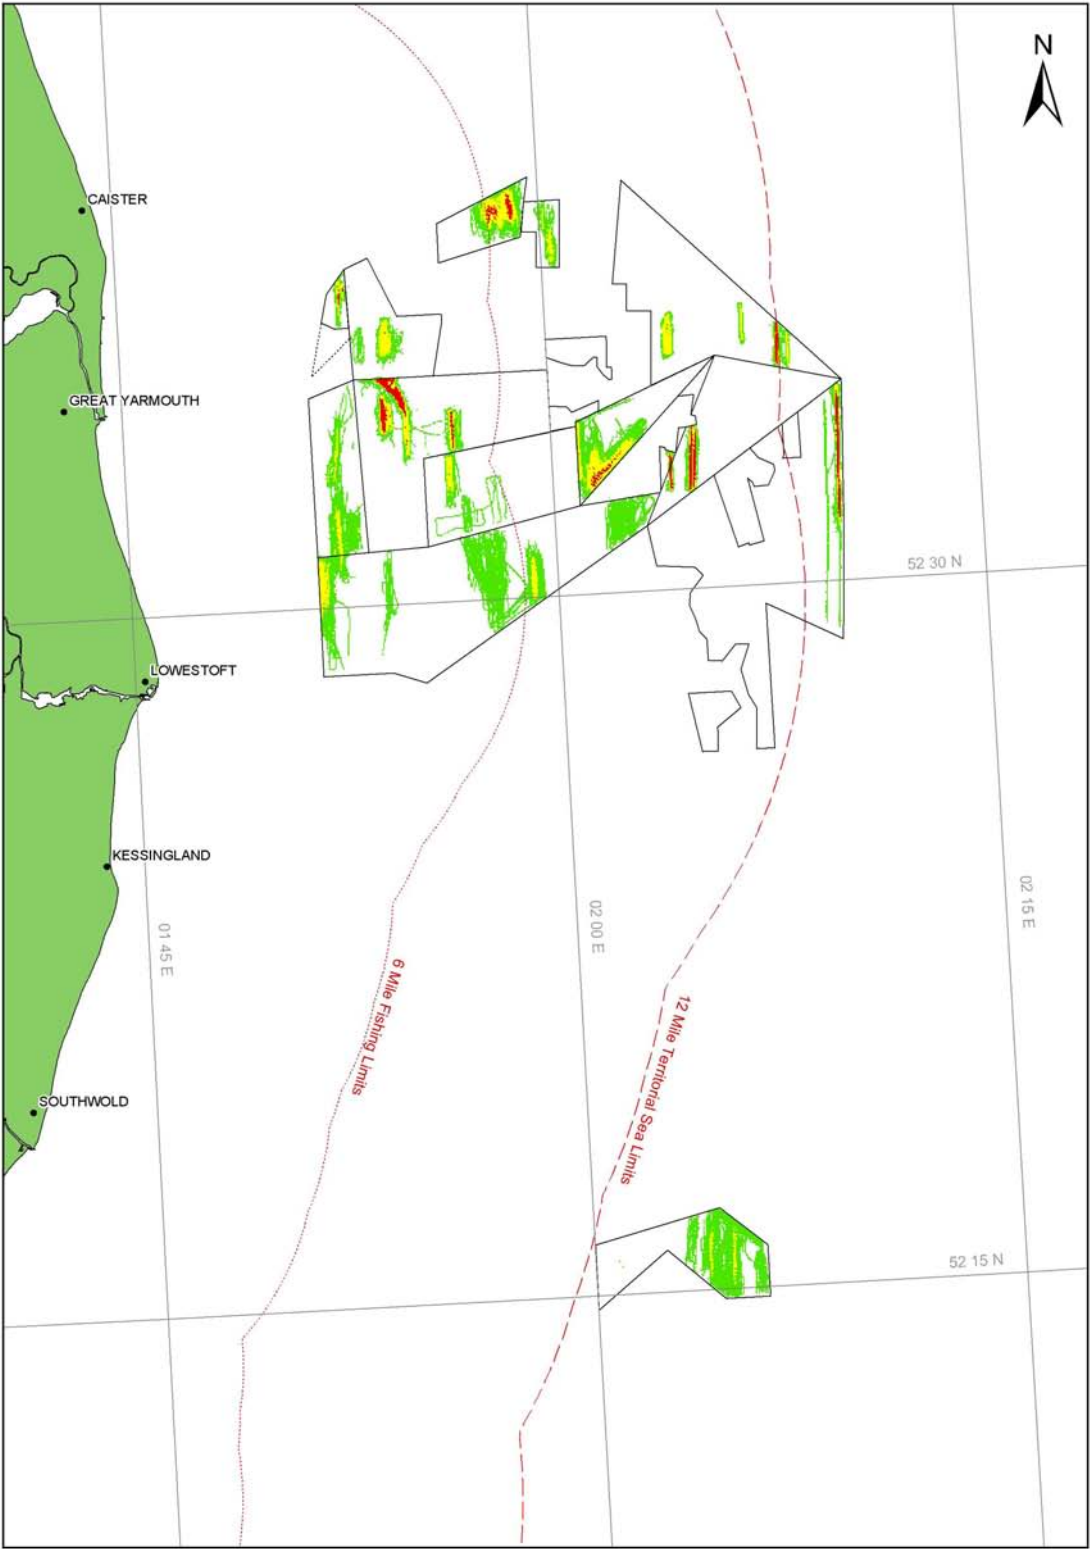 N
CAISTER
GREAT YARMOUTH
52 30 N
LOWESTOFT
KESSINGLAND
02 15 E
02 00 E
01 45 E
6 Mile Fishing Limits
12 Mile Territorial Sea Limits
SOUTHWOLD
52 15 N